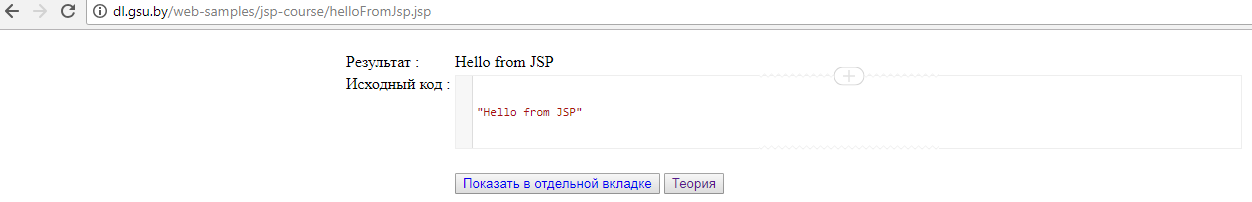 dl.gsu.by/web-samples/jsp-course/helloFromJsp.jsp
Результат : Hello from JSP
Исходный код :
"Hello from JSP"
Показать в отдельной вкладке Теория